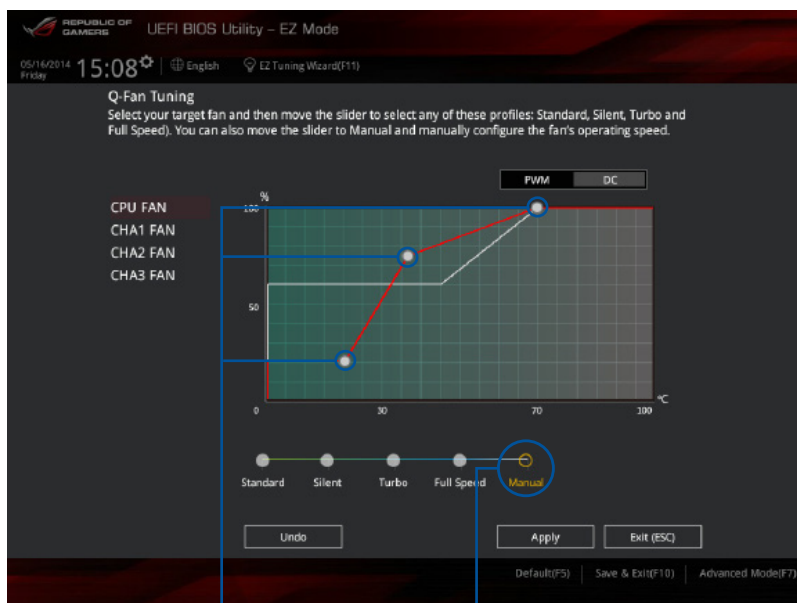 REPUBLIC OF
GAMERS
UEFI BIOS Utility – EZ Mode
05/16/2014
Friday
15:08
English
EZ Tuning Wizard(F11)
Q-Fan Tuning
Select your target fan and then move the slider to select any of these profiles: Standard, Silent, Turbo and
Full Speed). You can also move the slider to Manual and manually configure the fan's operating speed.
PWM
DC
CPU FAN
CHA1 FAN
CHA2 FAN
CHA3 FAN
%
100
50
0
30
70
100
°C
Standard
Silent
Turbo
Full Speed
Manual
Undo
Apply
Exit (ESC)
Default(F5)
Save & Exit(F10)
Advanced Mode(F7)